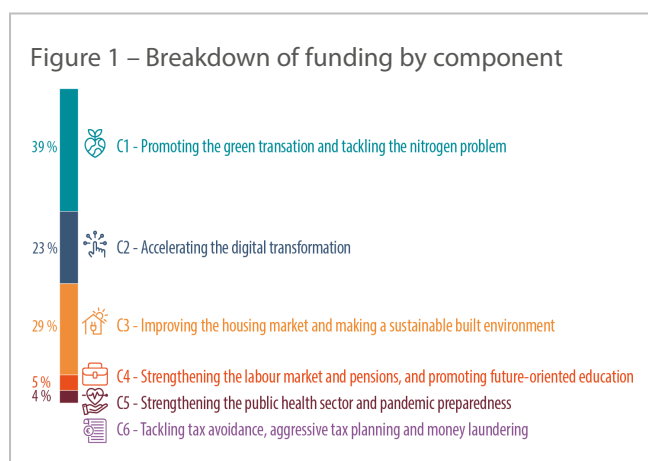 Figure 1 – Breakdown of funding by component
39 % C1 - Promoting the green transation and tackling the nitrogen problem
23 % C2 - Accelerating the digital transformation
29 % C3 - Improving the housing market and making a sustainable built environment
5 % C4 - Strengthening the labour market and pensions, and promoting future-oriented education
4 % C5 - Strengthening the public health sector and pandemic preparedness
C6 - Tackling tax avoidance, aggressive tax planning and money laundering